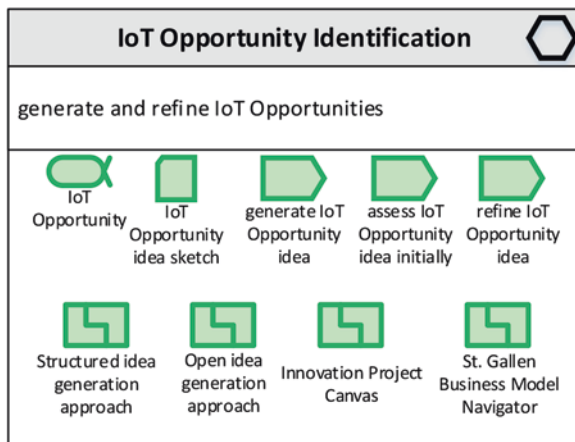 IoT Opportunity Identification
generate and refine IoT Opportunities
IoT
Opportunity
IoT
Opportunity
idea sketch
generate IoT
Opportunity
idea
assess IoT
Opportunity
idea initially
refine IoT
Opportunity
idea
Structured idea
generation
approach
Open idea
generation
approach
Innovation Project
Canvas
St. Gallen
Business Model
Navigator